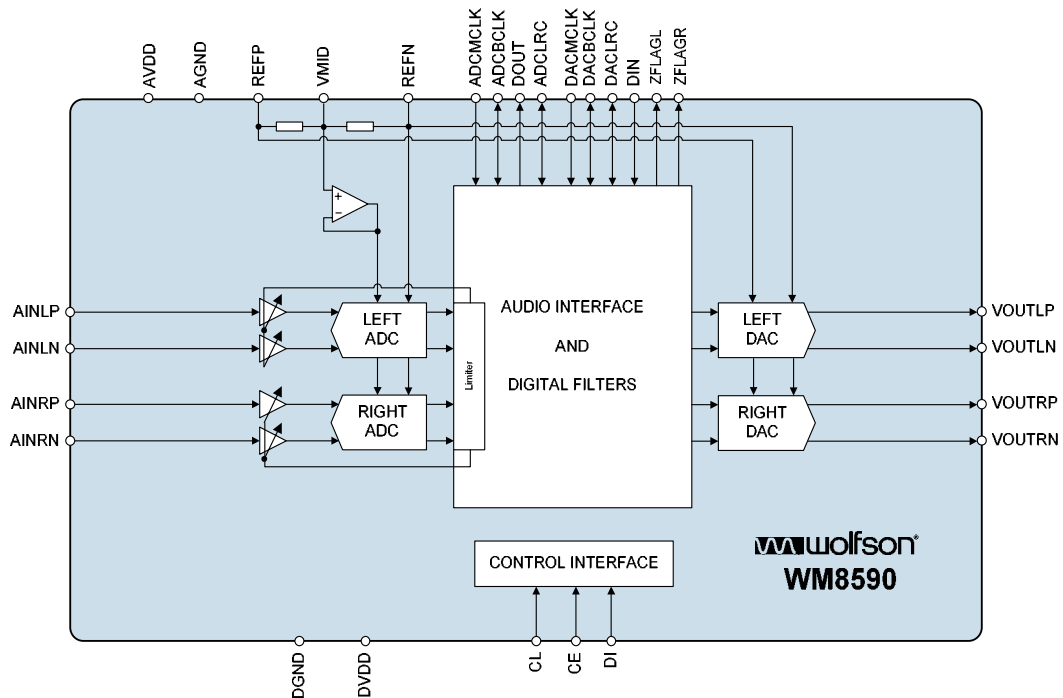 AVDD
AGND
REFP
VMID
REFN
ADCMCLK
ADCBCLK
DOUT
ADCLRC
DACMCLK
DACBCLK
DACLRC
DIN
ZFLAGL
ZFLAGR
+
−
AINLP
AINLN
AINRP
AINRN
LEFT
ADC
RIGHT
ADC
Limiter
AUDIO INTERFACE
AND
DIGITAL FILTERS
LEFT
DAC
RIGHT
DAC
VOUTLP
VOUTLN
VOUTRP
VOUTRN
CONTROL INTERFACE
wolfson®
WM8590
DGND
DVDD
CL
CE
DI